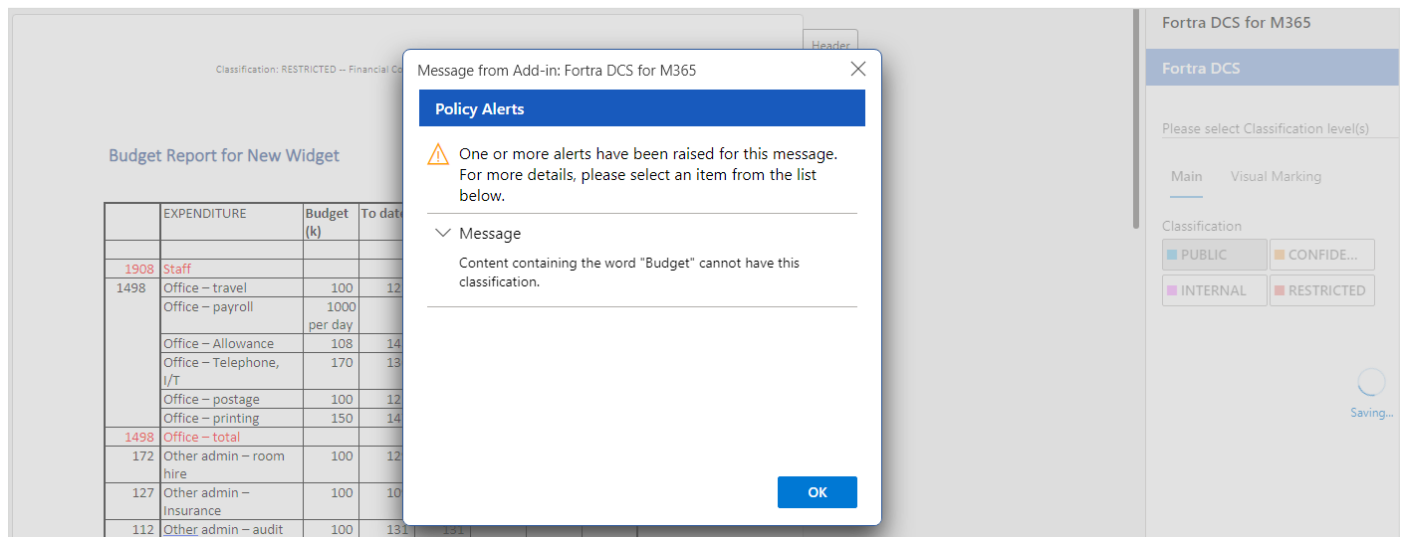 Fortra DCS for M365
Header
Classification: RESTRICTED – Financial
Message from Add-in: Fortra DCS for M365
Fortra DCS
Policy Alerts
Please select Classification level(s)
One or more alerts have been raised for this message.
For more details, please select an item from the list
below.
Budget Report for New Widget
Main Visual Marking
Message
Classification
Content containing the word "Budget" cannot have this
classification.
PUBLIC CONFIDE...
INTERNAL RESTRICTED
EXPENDITURE Budget To date
(k)
1908 Staff
1498 Office – travel 100 12
Office – payroll 1000
per day
Office – Allowance 108 14
Office – Telephone, 170 13
I/T
Office – postage 100 12
Office – printing 150 14
1498 Office – total
172 Other admin – room 100 12
hire
127 Other admin – 100 10
Insurance
112 Other admin – audit 100 131 131
Saving...
OK